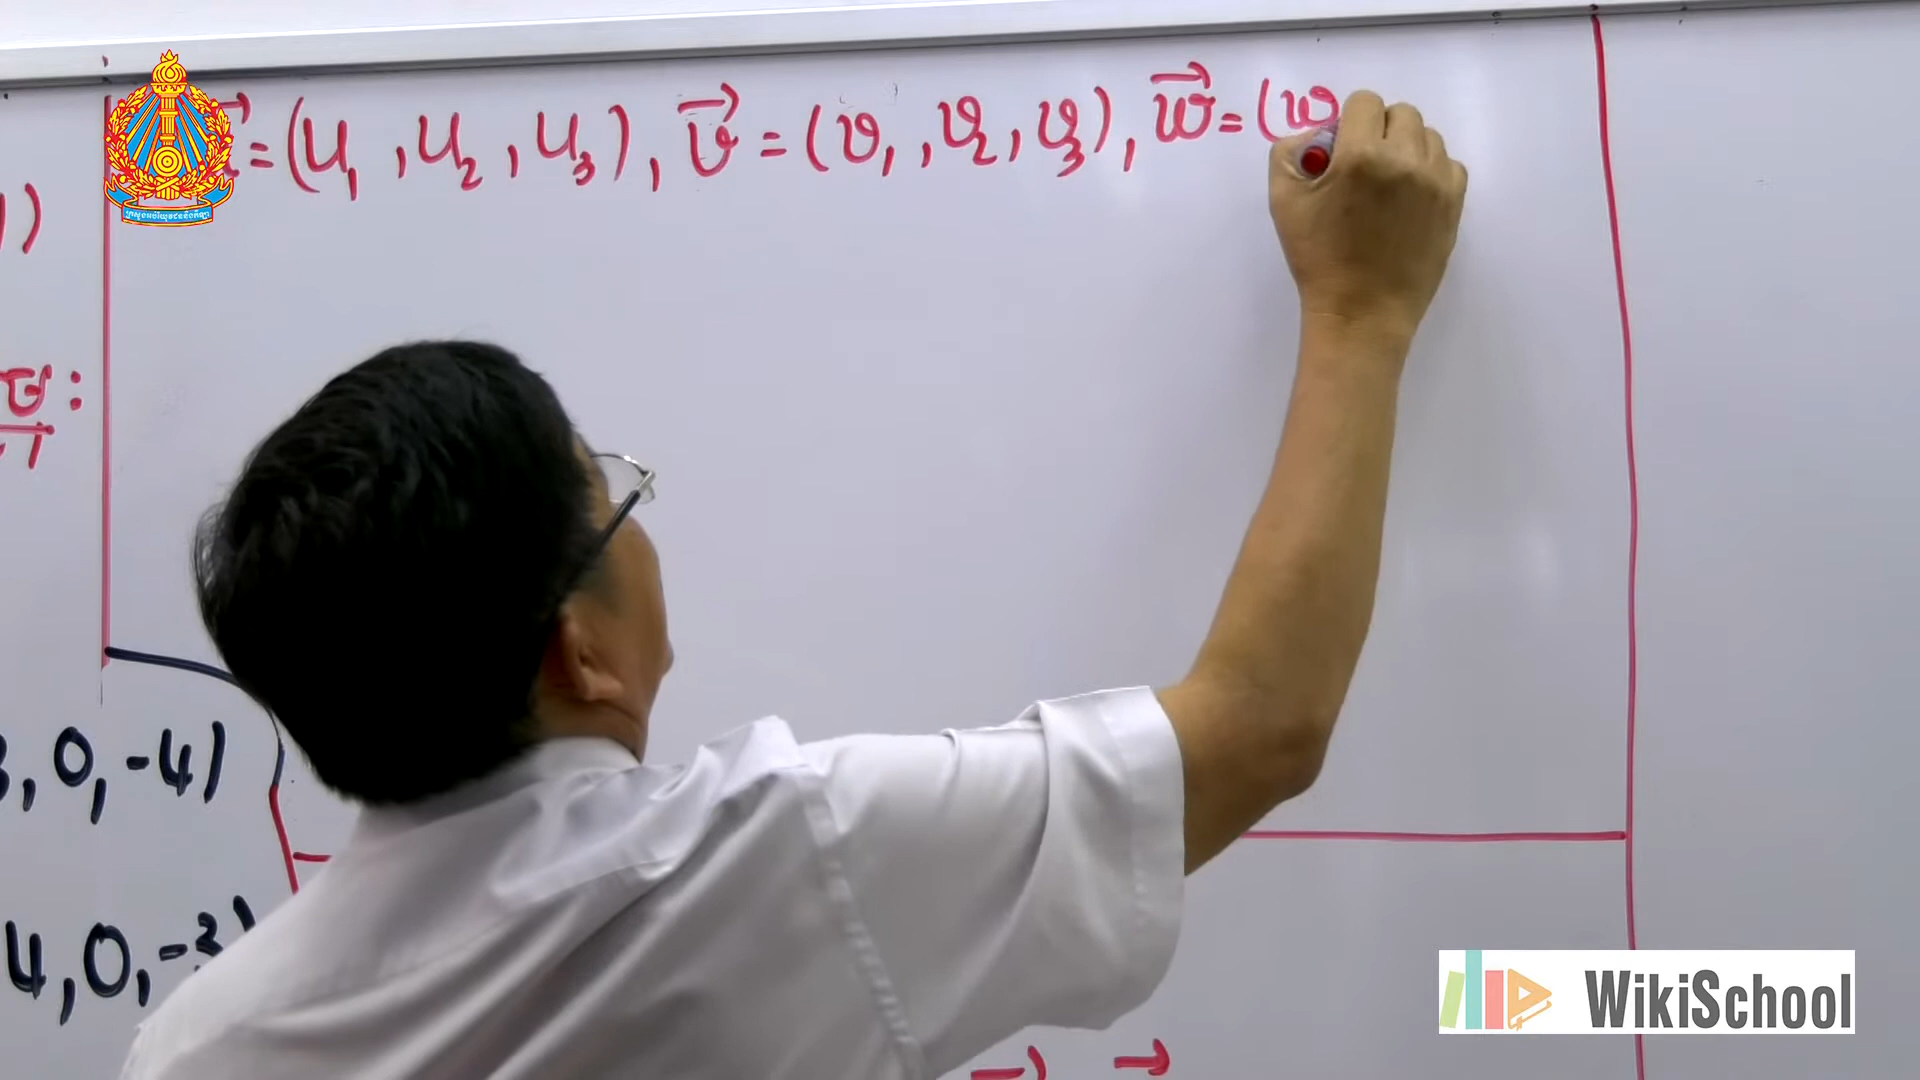 = (u₁ , u₂ , u₃) , v⃗ = (v₁ , v₂ , v₃) , w⃗ = (w
)
:
, 0, -4)
4, 0, -3)
WikiSchool